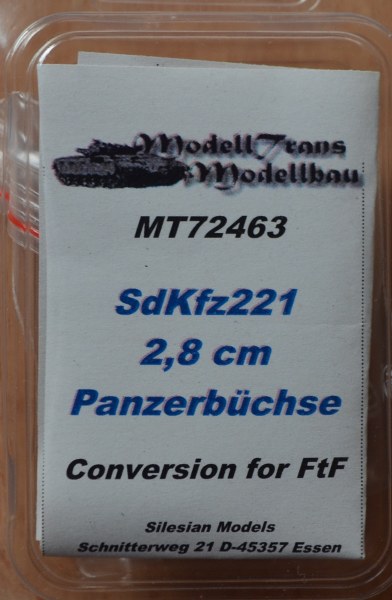 ModellTrans
Modellbau
MT72463
SdKfz221
2,8 cm
Panzerbüchse
Conversion for FtF
Silesian Models
Schnitterweg 21 D-45357 Essen